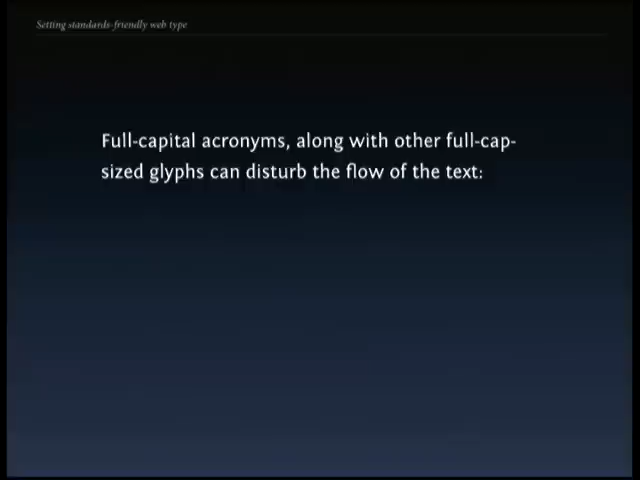 Setting standards-friendly web type
Full-capital acronyms, along with other full-cap-
sized glyphs can disturb the flow of the text: